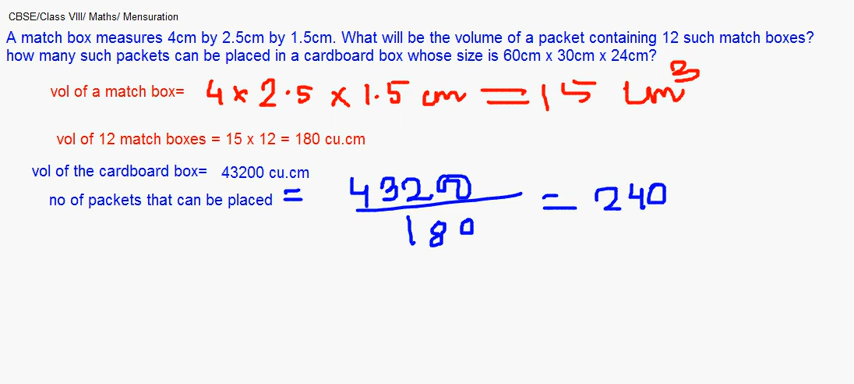 CBSE/Class VIII/ Maths/ Mensuration
A match box measures 4cm by 2.5cm by 1.5cm. What will be the volume of a packet containing 12 such match boxes?
how many such packets can be placed in a cardboard box whose size is 60cm x 30cm x 24cm?
vol of a match box= 4 x 2.5 x 1.5 cm = 15 cm³
vol of 12 match boxes = 15 x 12 = 180 cu.cm
vol of the cardboard box= 43200 cu.cm
no of packets that can be placed = 43200 / 180 = 240